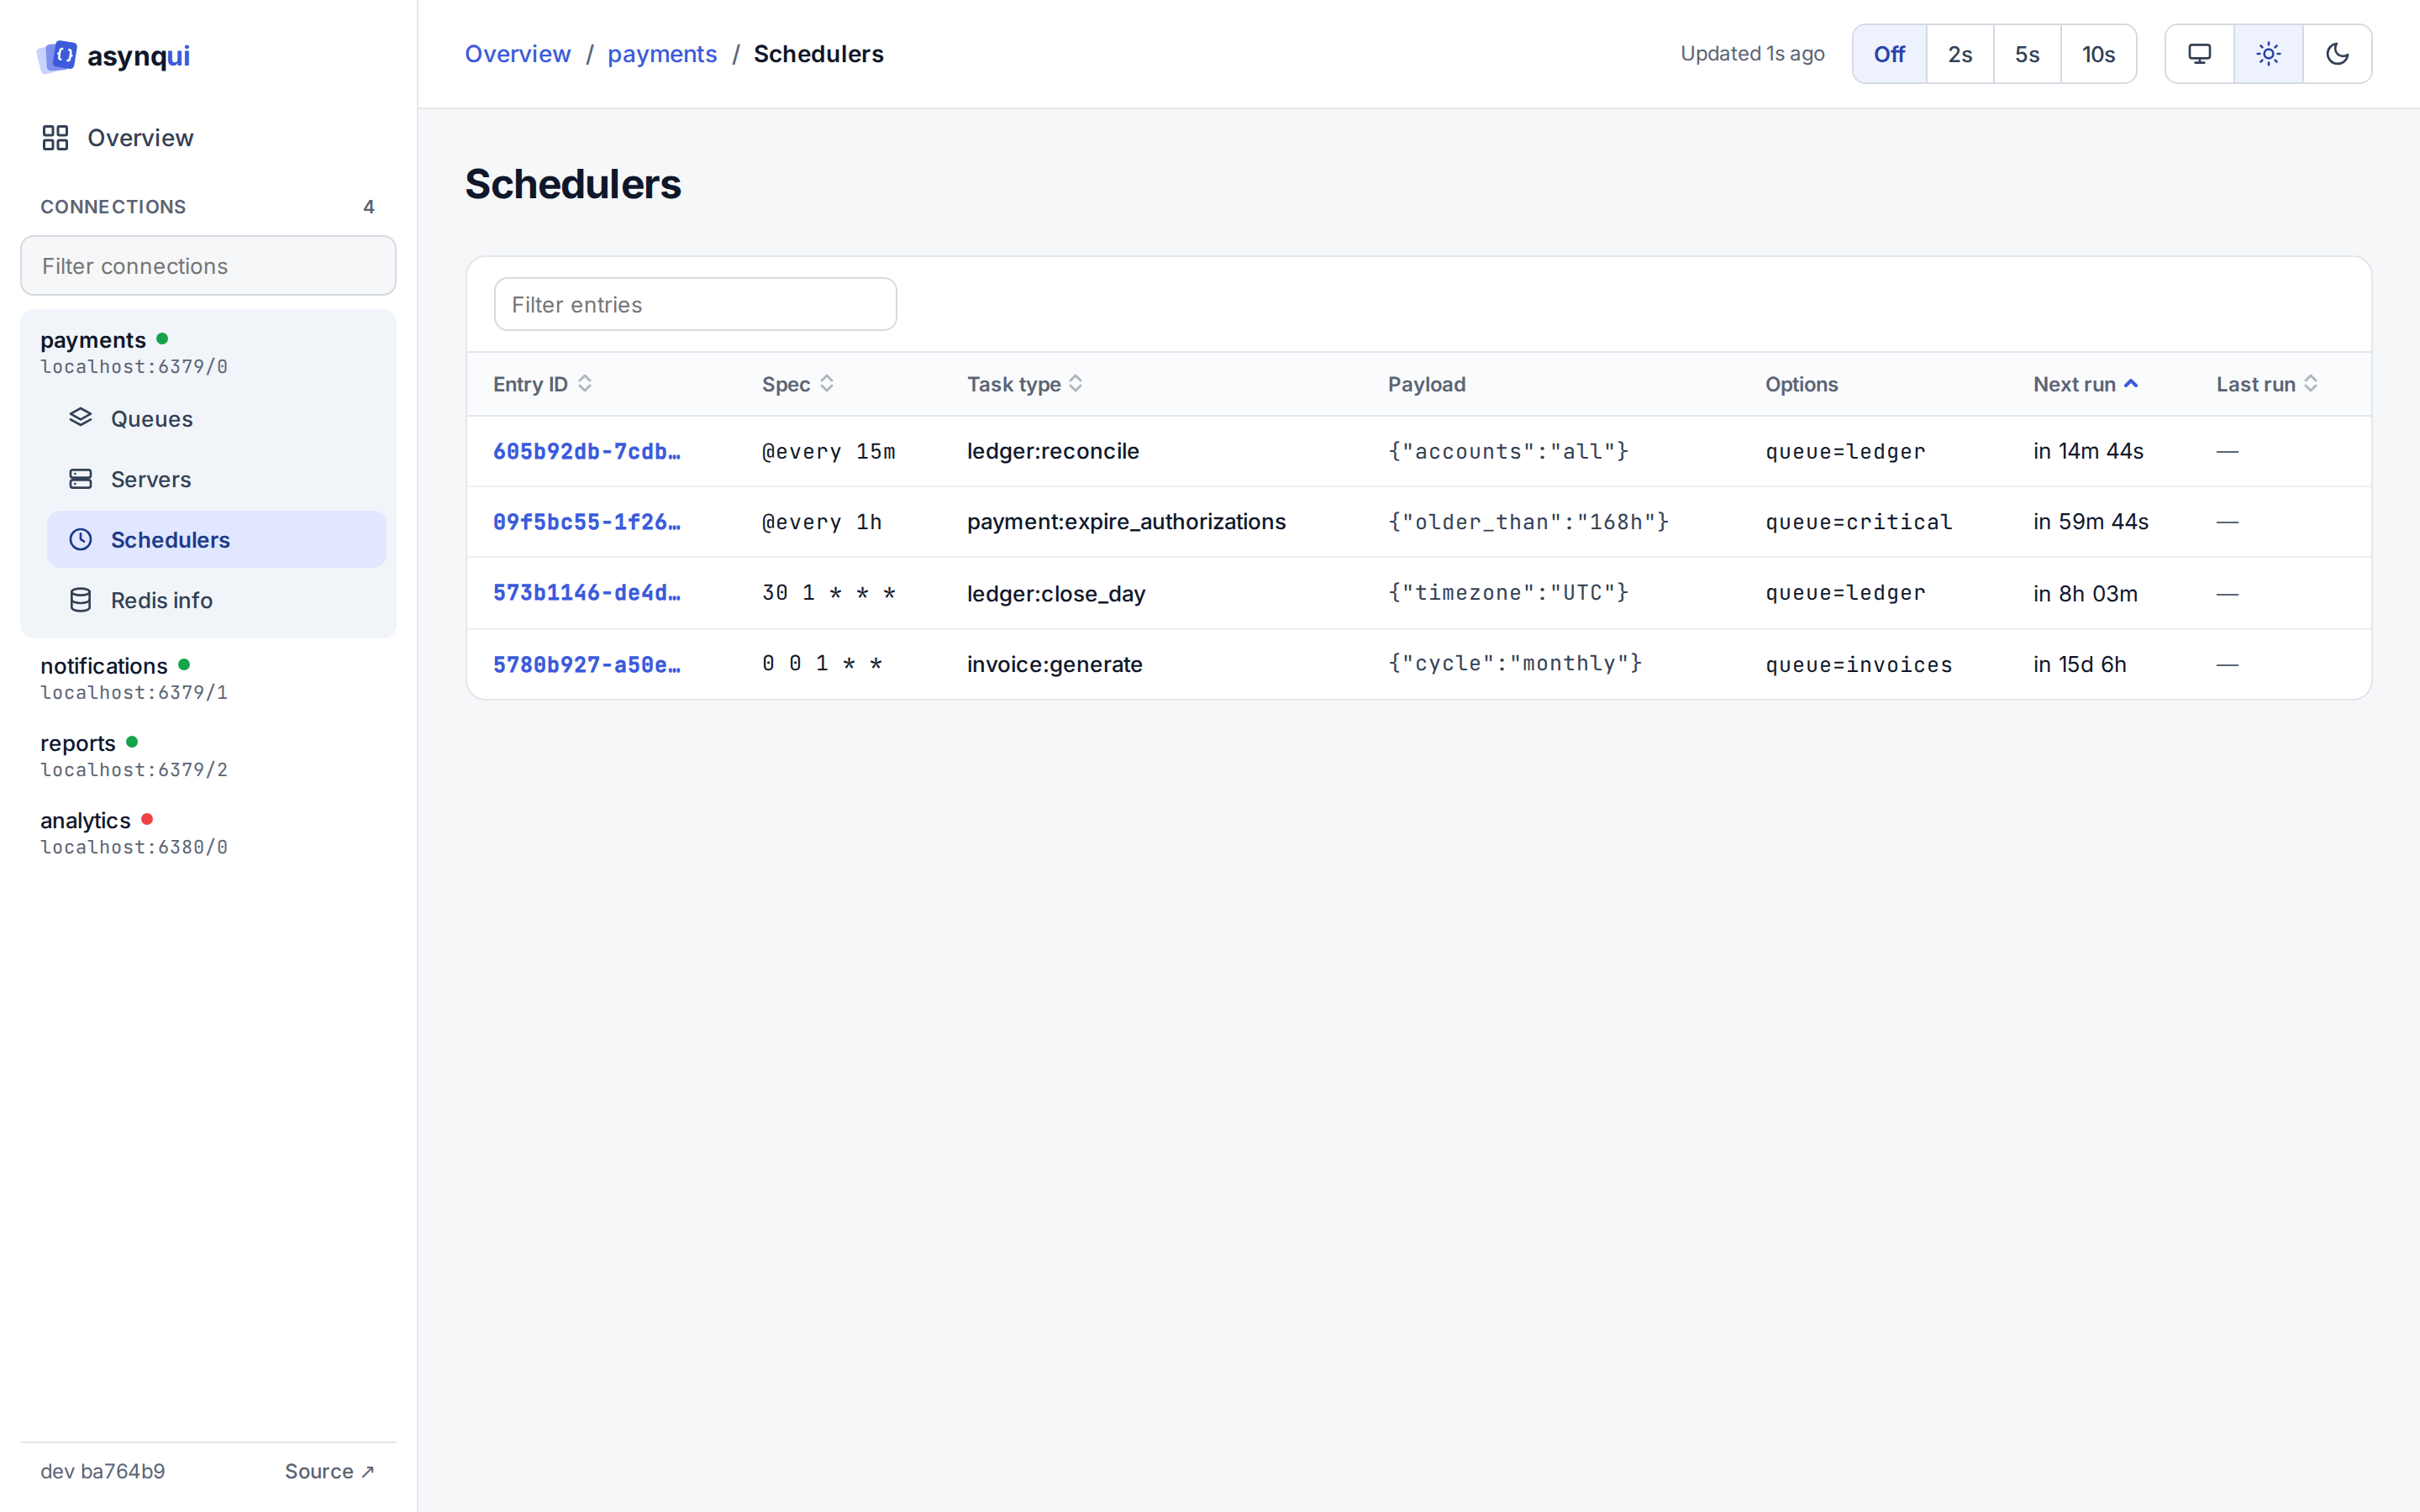 {} asynqui
Overview
CONNECTIONS 4
Filter connections
payments
localhost:6379/0
Queues
Servers
Schedulers
Redis info
notifications
localhost:6379/1
reports
localhost:6379/2
analytics
localhost:6380/0
dev ba764b9 Source ↗
Overview / payments / Schedulers
Updated 1s ago Off 2s 5s 10s
Schedulers
Filter entries
Entry ID Spec Task type Payload Options Next run Last run
605b92db-7cdb… @every 15m ledger:reconcile {"accounts":"all"} queue=ledger in 14m 44s —
09f5bc55-1f26… @every 1h payment:expire_authorizations {"older_than":"168h"} queue=critical in 59m 44s —
573b1146-de4d… 30 1 * * * ledger:close_day {"timezone":"UTC"} queue=ledger in 8h 03m —
5780b927-a50e… 0 0 1 * * invoice:generate {"cycle":"monthly"} queue=invoices in 15d 6h —